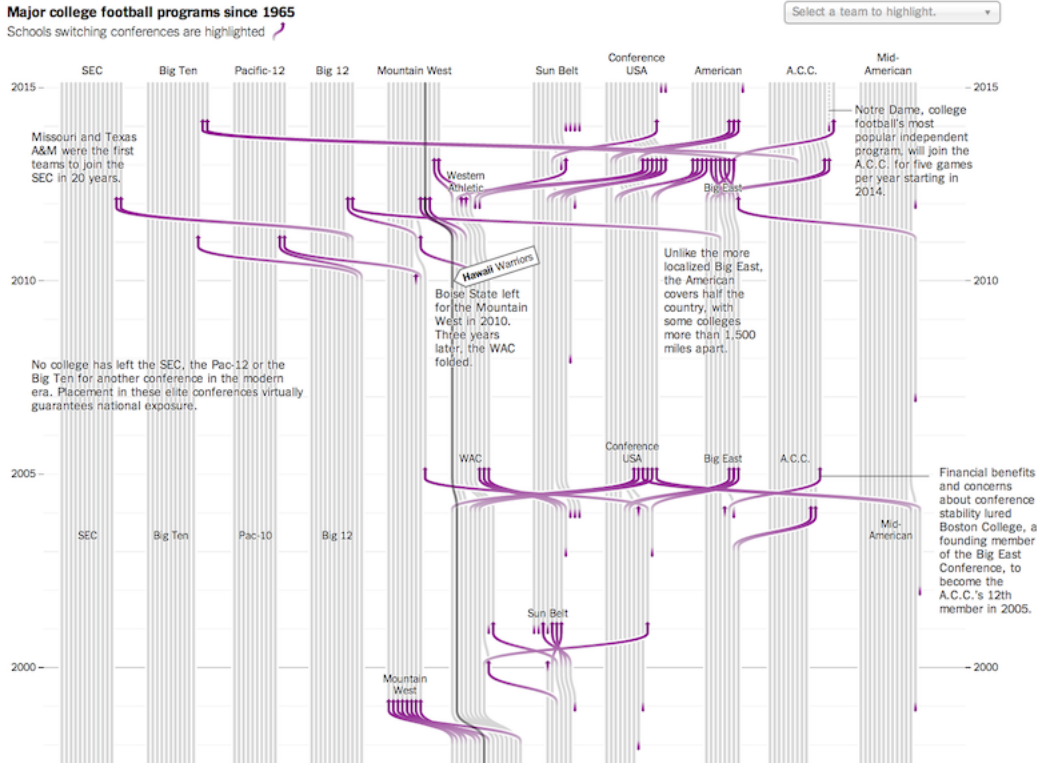 Major college football programs since 1965
Schools switching conferences are highlighted
Select a team to highlight.
SEC
Big Ten
Pacific-12
Big 12
Mountain West
Sun Belt
Conference
USA
American
A.C.C.
Mid-
American
2015
2015
Missouri and Texas
A&M were the first
teams to join the
SEC in 20 years.
Western
Athletic
Big East
Notre Dame, college
football's most
popular independent
program, will join the
A.C.C. for five games
per year starting in
2014.
Hawaii Warriors
2010
2010
Boise State left
for the Mountain
West in 2010.
Three years
later, the WAC
folded.
Unlike the more
localized Big East,
the American
covers half the
country, with
some colleges
more than 1,500
miles apart.
No college has left the SEC, the Pac-12 or the
Big Ten for another conference in the modern
era. Placement in these elite conferences virtually
guarantees national exposure.
2005
WAC
Conference
USA
Big East
A.C.C.
Financial benefits
and concerns
about conference
stability lured
Boston College, a
founding member
of the Big East
Conference, to
become the
A.C.C.'s 12th
member in 2005.
SEC
Big Ten
Pac-10
Big 12
Mid-
American
Sun Belt
2000
2000
Mountain
West